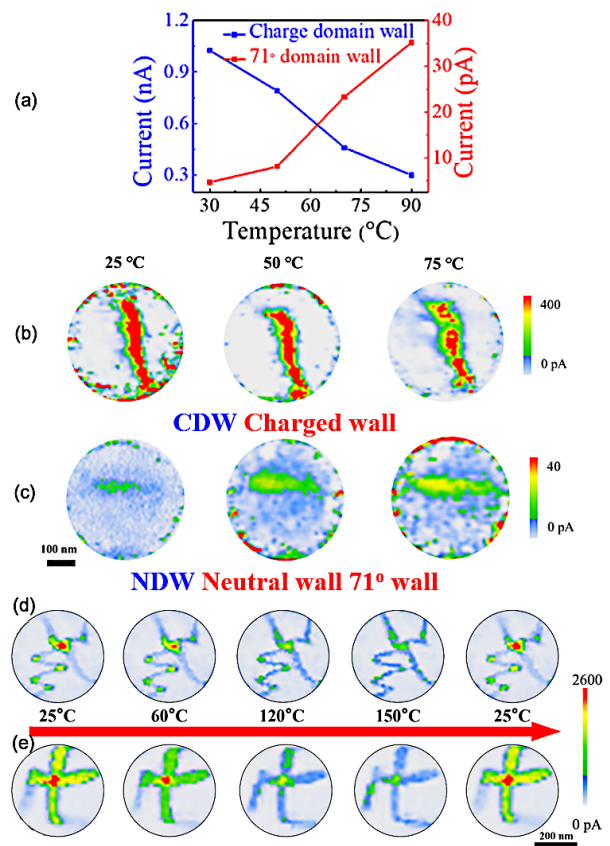 (a)
Current (nA)
1.2
0.9
0.6
0.3
Charge domain wall
71° domain wall
40
30
20
10
Current (pA)
30 45 60 75 90
Temperature (°C)
25 °C 50 °C 75 °C
(b)
400
0 pA
CDW Charged wall
(c)
40
0 pA
100 nm
NDW Neutral wall 71° wall
(d)
25°C 60°C 120°C 150°C 25°C
2600
(e)
0 pA
200 nm